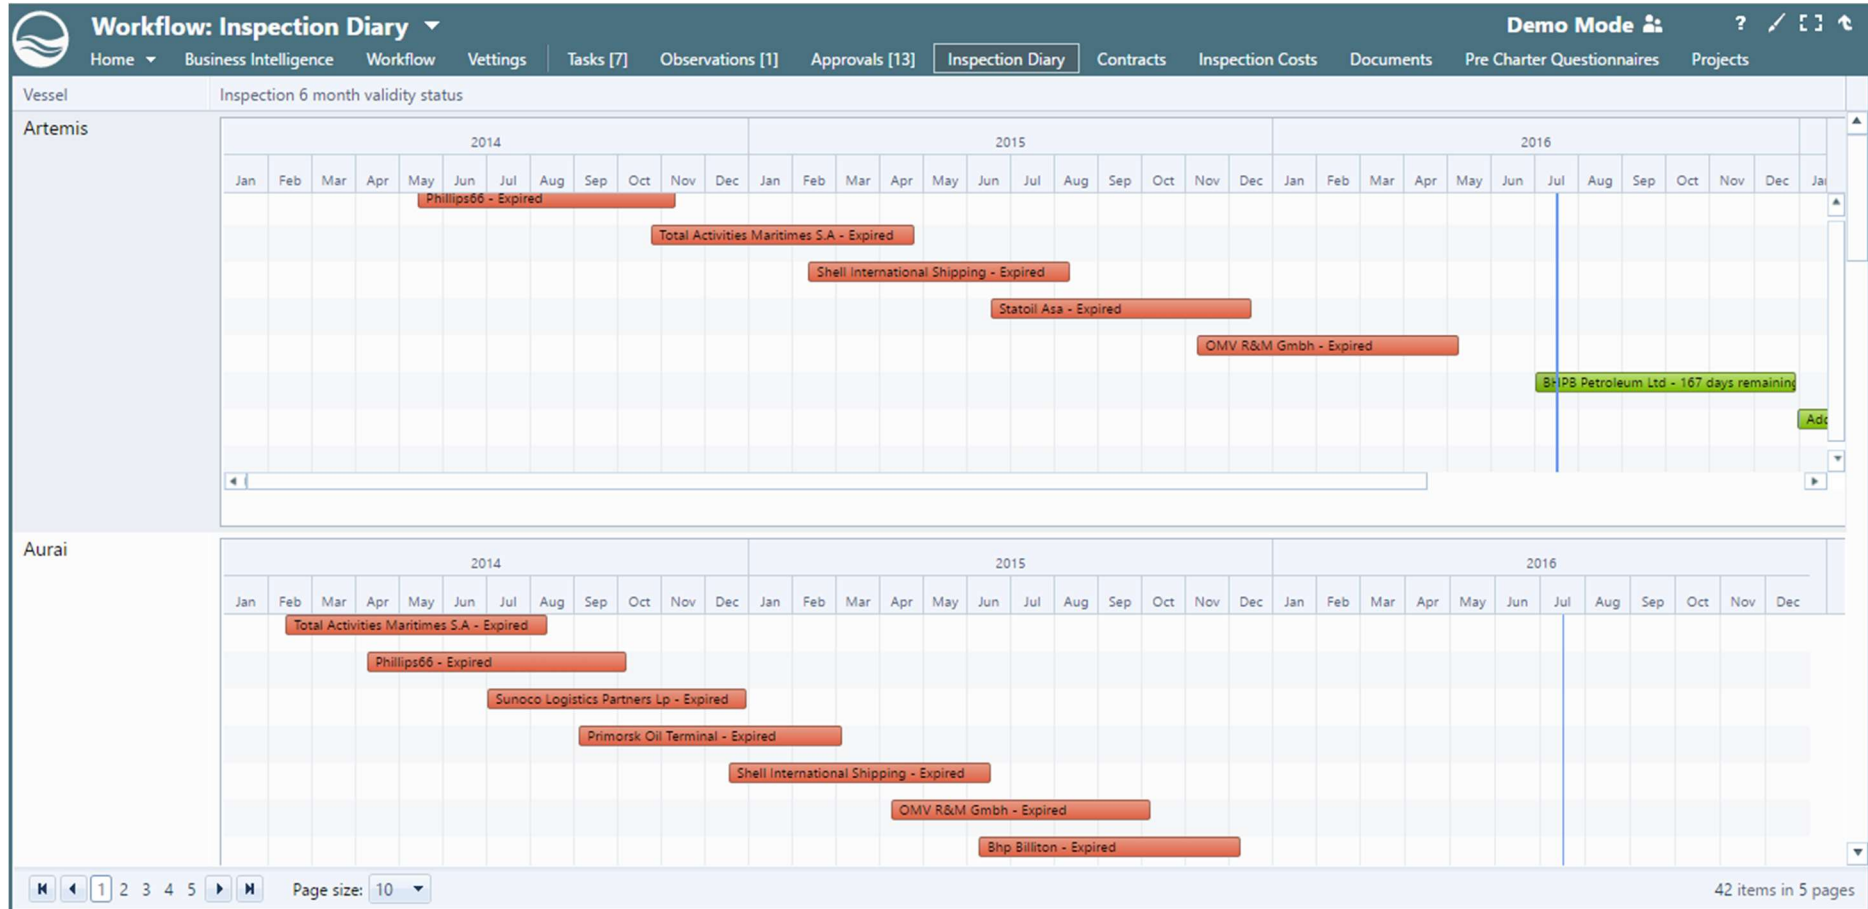 Workflow: Inspection Diary
Demo Mode ?
Home Business Intelligence Workflow Vettings Tasks [7] Observations [1] Approvals [13] Inspection Diary Contracts Inspection Costs Documents Pre Charter Questionnaires Projects
Vessel Inspection 6 month validity status
Artemis
2014 2015 2016
Jan Feb Mar Apr May Jun Jul Aug Sep Oct Nov Dec Jan Feb Mar Apr May Jun Jul Aug Sep Oct Nov Dec Jan Feb Mar Apr May Jun Jul Aug Sep Oct Nov Dec Ja
Phillips66 - Expired
Total Activities Maritimes S.A - Expired
Shell International Shipping - Expired
Statoil Asa - Expired
OMV R&M Gmbh - Expired
BHPB Petroleum Ltd - 167 days remaining
Add
Aurai
2014 2015 2016
Jan Feb Mar Apr May Jun Jul Aug Sep Oct Nov Dec Jan Feb Mar Apr May Jun Jul Aug Sep Oct Nov Dec Jan Feb Mar Apr May Jun Jul Aug Sep Oct Nov Dec
Total Activities Maritimes S.A - Expired
Phillips66 - Expired
Sunoco Logistics Partners Lp - Expired
Primorsk Oil Terminal - Expired
Shell International Shipping - Expired
OMV R&M Gmbh - Expired
Bhp Billiton - Expired
1 2 3 4 5 Page size: 10 42 items in 5 pages